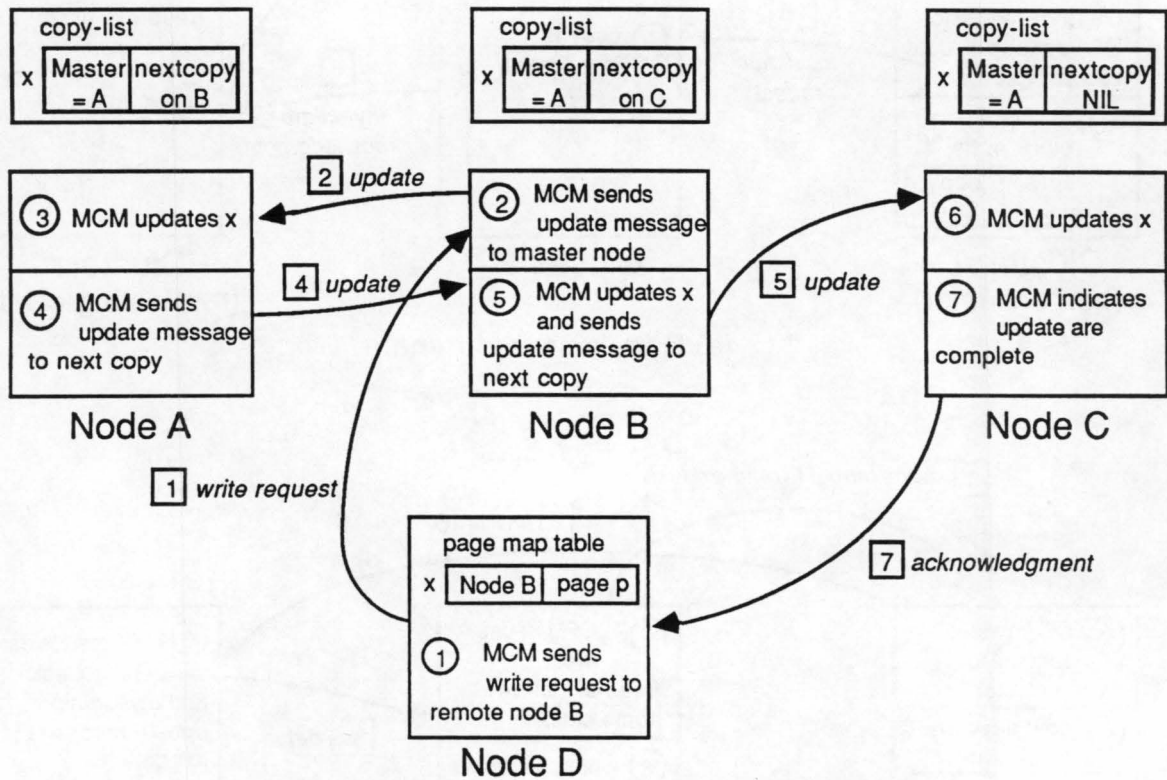 copy-list
x Master nextcopy
= A on B
copy-list
x Master nextcopy
= A on C
copy-list
x Master nextcopy
= A NIL
3 MCM updates x
4 MCM sends
update message
to next copy
Node A
2 update
4 update
2 MCM sends
update message
to master node
5 MCM updates x
and sends
update message to
next copy
Node B
5 update
6 MCM updates x
7 MCM indicates
update are
complete
Node C
1 write request
7 acknowledgment
page map table
x Node B page p
1 MCM sends
write request to
remote node B
Node D